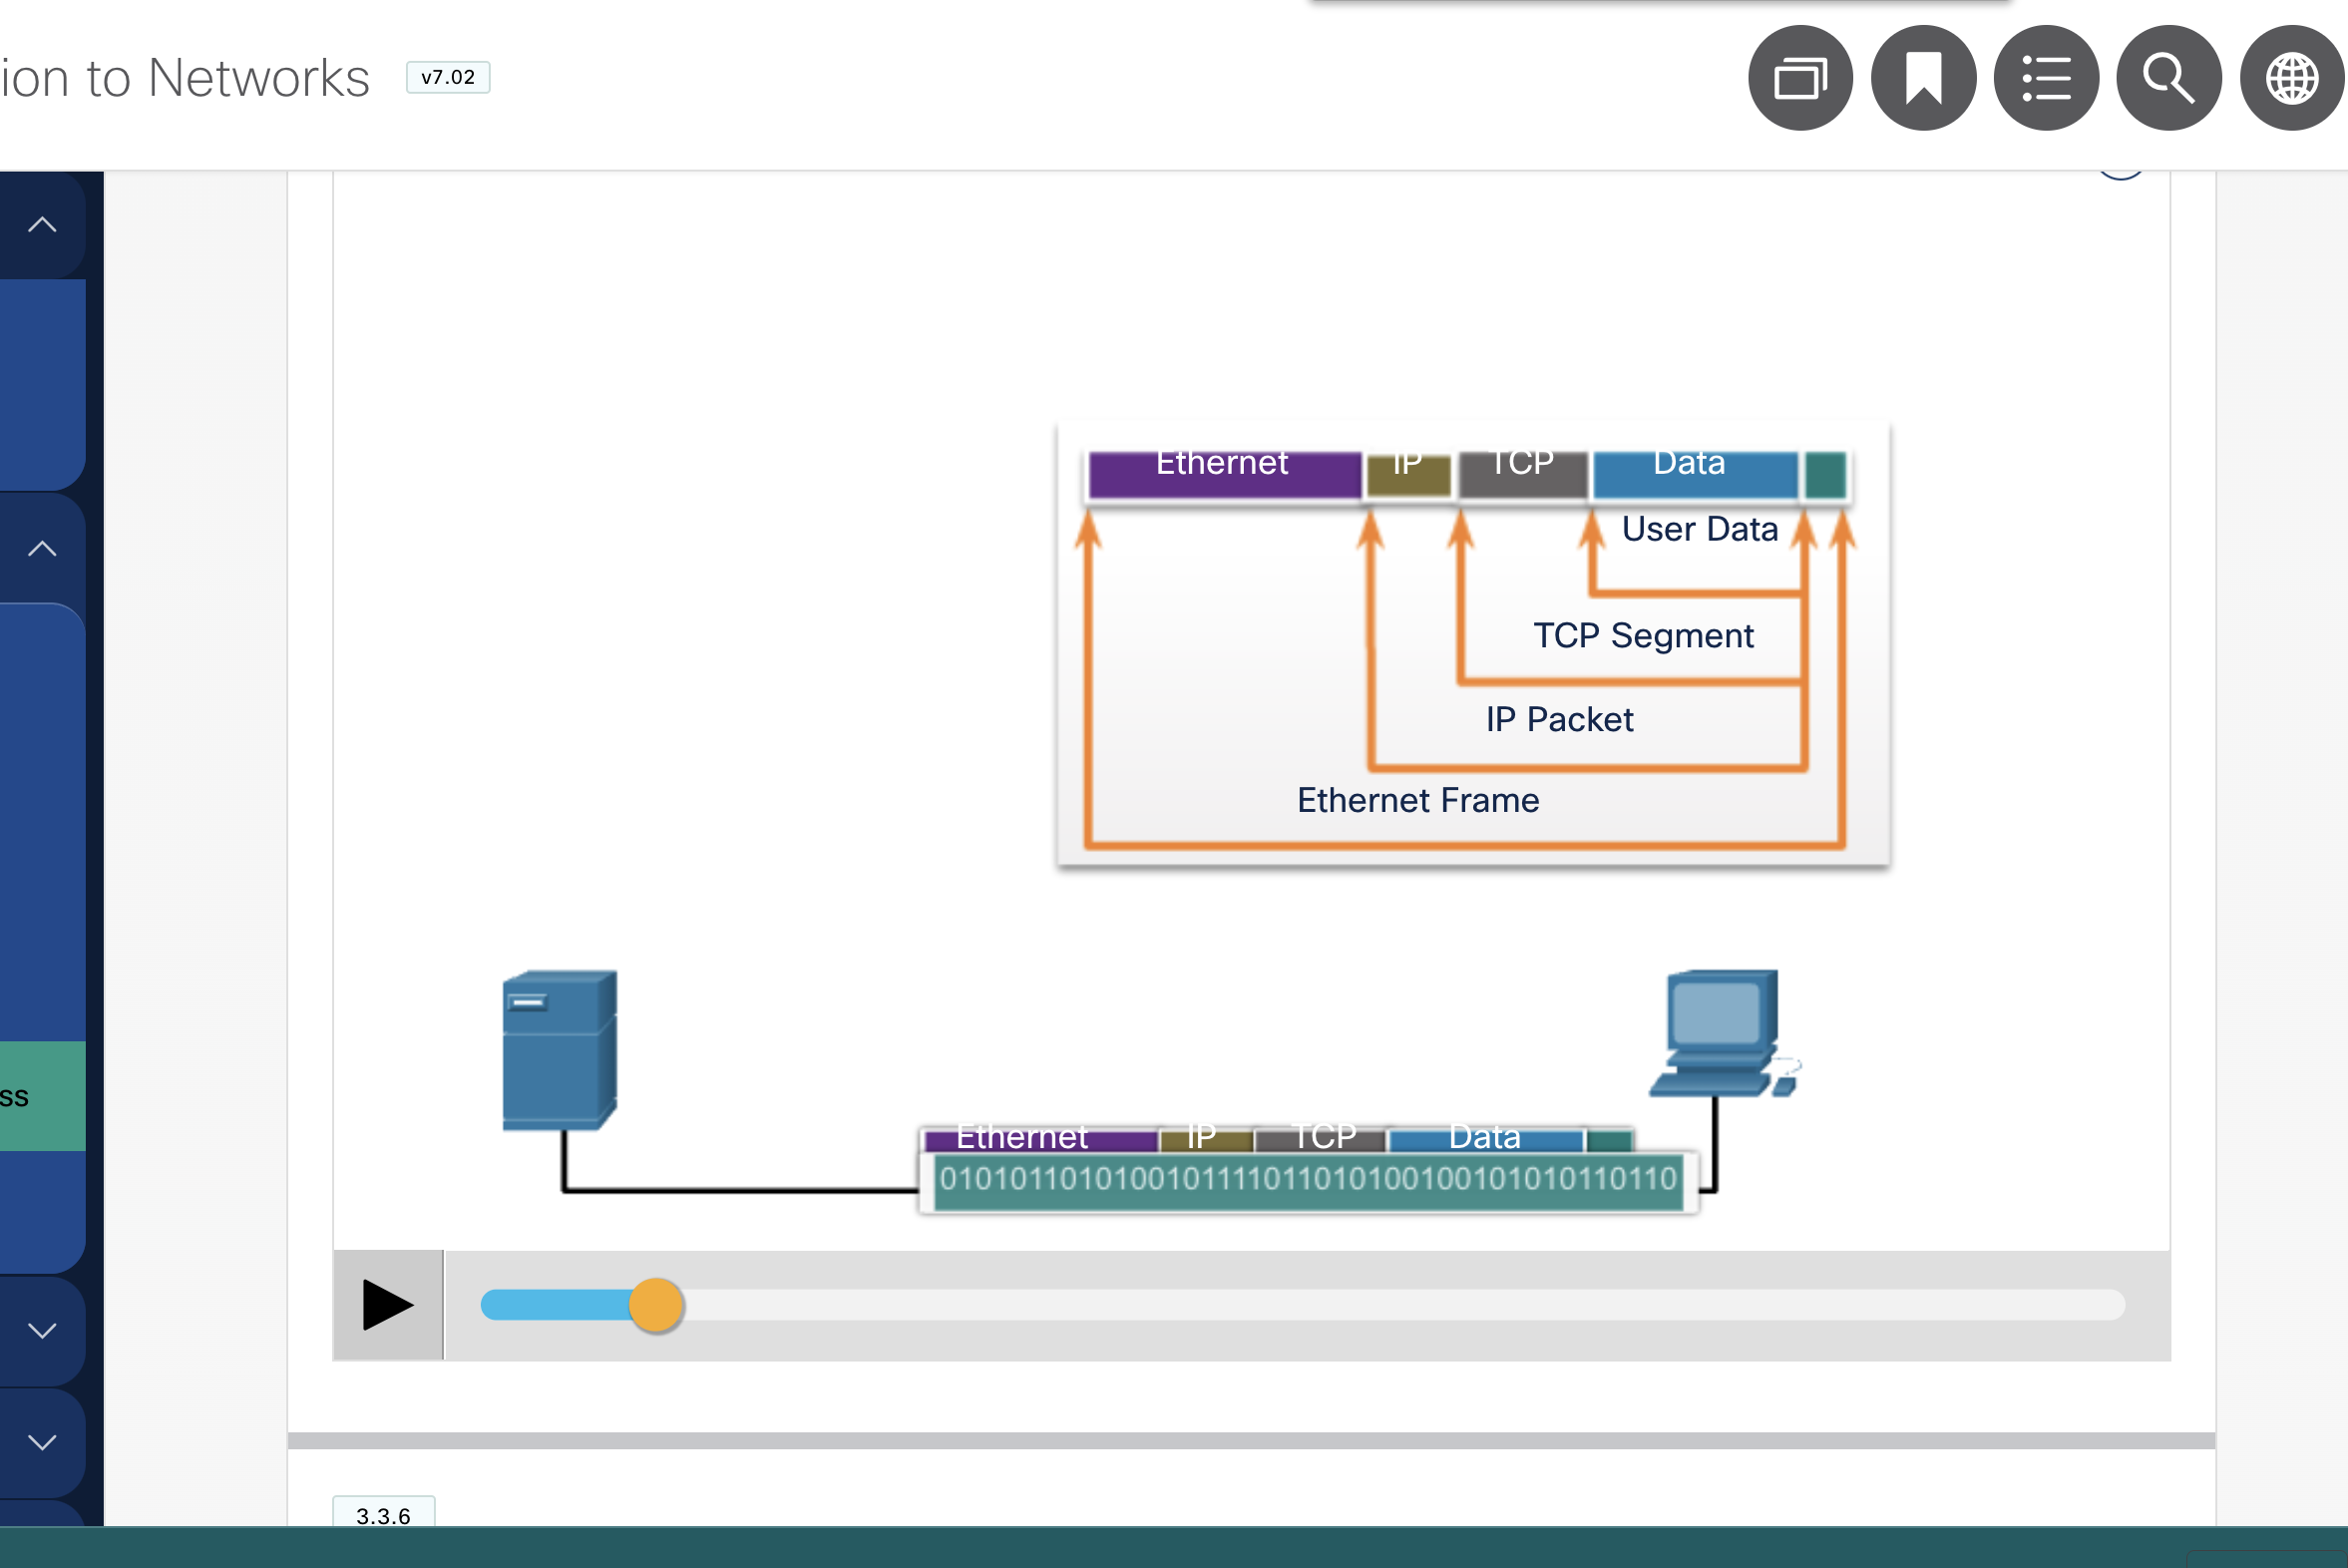 ion to Networks v7.02
Ethernet IP TCP Data
User Data
TCP Segment
IP Packet
Ethernet Frame
ss
Ethernet IP TCP Data
01010110101001011110110101001001010101110110
3.3.6